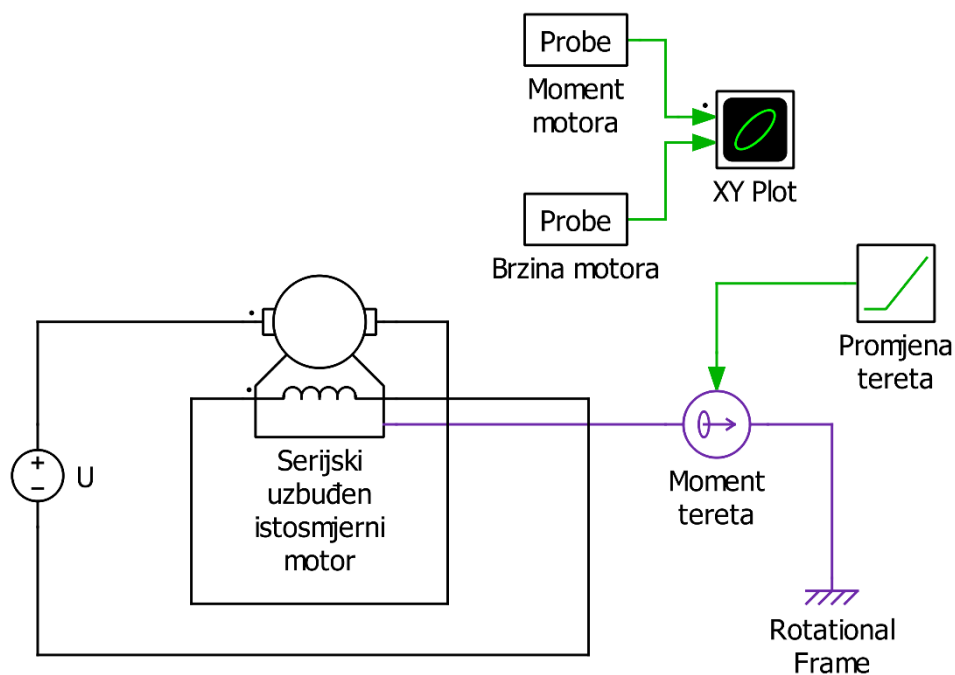 Probe
Moment
motora
XY Plot
Probe
Brzina motora
Promjena
tereta
U
Serijski
uzbuđen
istosmjerni
motor
Moment
tereta
Rotational
Frame